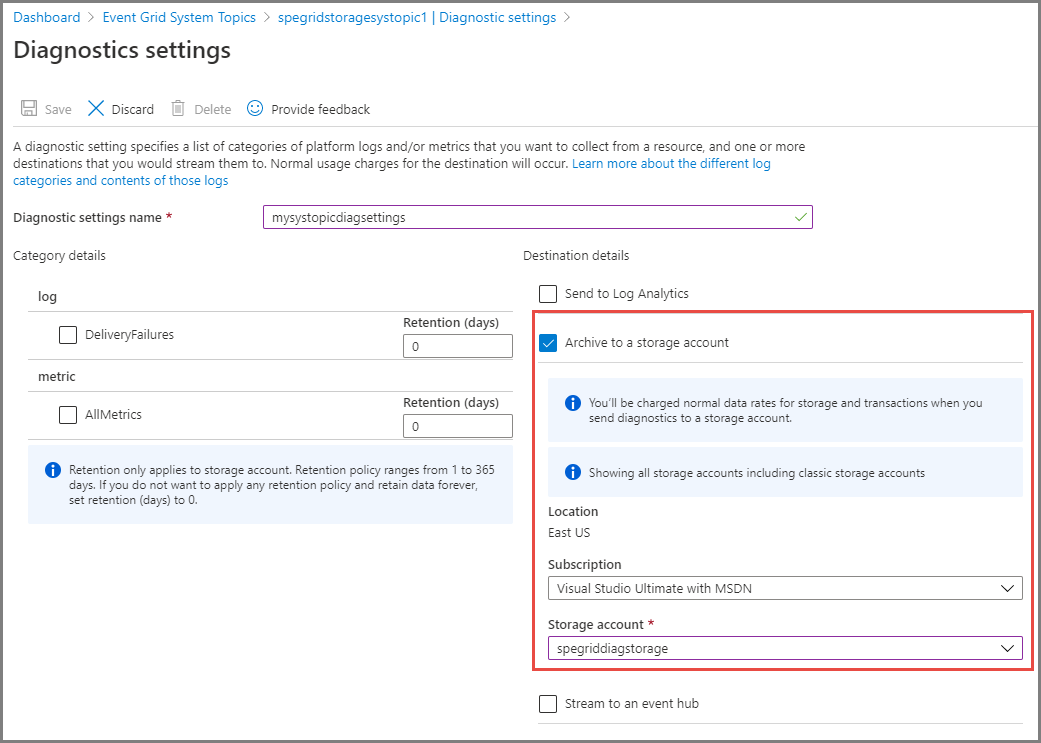 Dashboard > Event Grid System Topics > spegridstoragesystopic1 | Diagnostic settings >
Diagnostics settings
Save Discard Delete Provide feedback
A diagnostic setting specifies a list of categories of platform logs and/or metrics that you want to collect from a resource, and one or more
destinations that you would stream them to. Normal usage charges for the destination will occur. Learn more about the different log
categories and contents of those logs
Diagnostic settings name *
mysystopicdiagsettings
Category details
log
Retention (days)
DeliveryFailures
0
metric
Retention (days)
AllMetrics
0
Retention only applies to storage account. Retention policy ranges from 1 to 365
days. If you do not want to apply any retention policy and retain data forever,
set retention (days) to 0.
Destination details
Send to Log Analytics
Archive to a storage account
You'll be charged normal data rates for storage and transactions when you
send diagnostics to a storage account.
Showing all storage accounts including classic storage accounts
Location
East US
Subscription
Visual Studio Ultimate with MSDN
Storage account *
spegriddiagstorage
Stream to an event hub